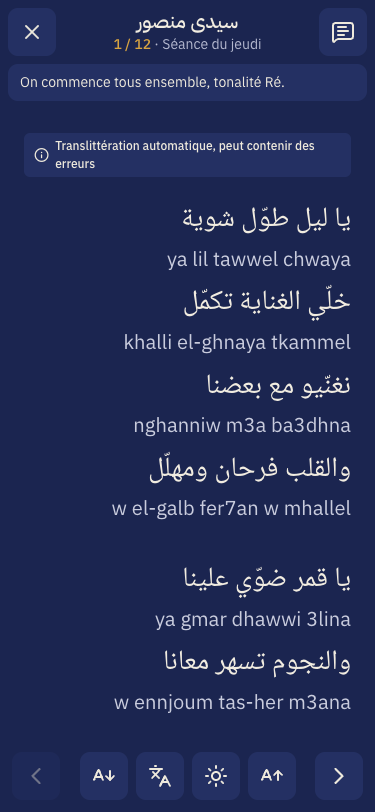 سيدي منصور
1 / 12 · Séance du jeudi
On commence tous ensemble, tonalité Ré.
Translittération automatique, peut contenir des
erreurs
يا ليل طوّل شوية
ya lil tawwel chwaya
خلّي الغناية تكمّل
khalli el-ghnaya tkammel
نغنّيو مع بعضنا
nghanniw m3a ba3dhna
والقلب فرحان ومهلّل
w el-galb fer7an w mhallel
يا قمر ضوّي علينا
ya gmar dhawwi 3lina
والنجوم تسهر معانا
w ennjoum tas-her m3ana
A↓
A↑